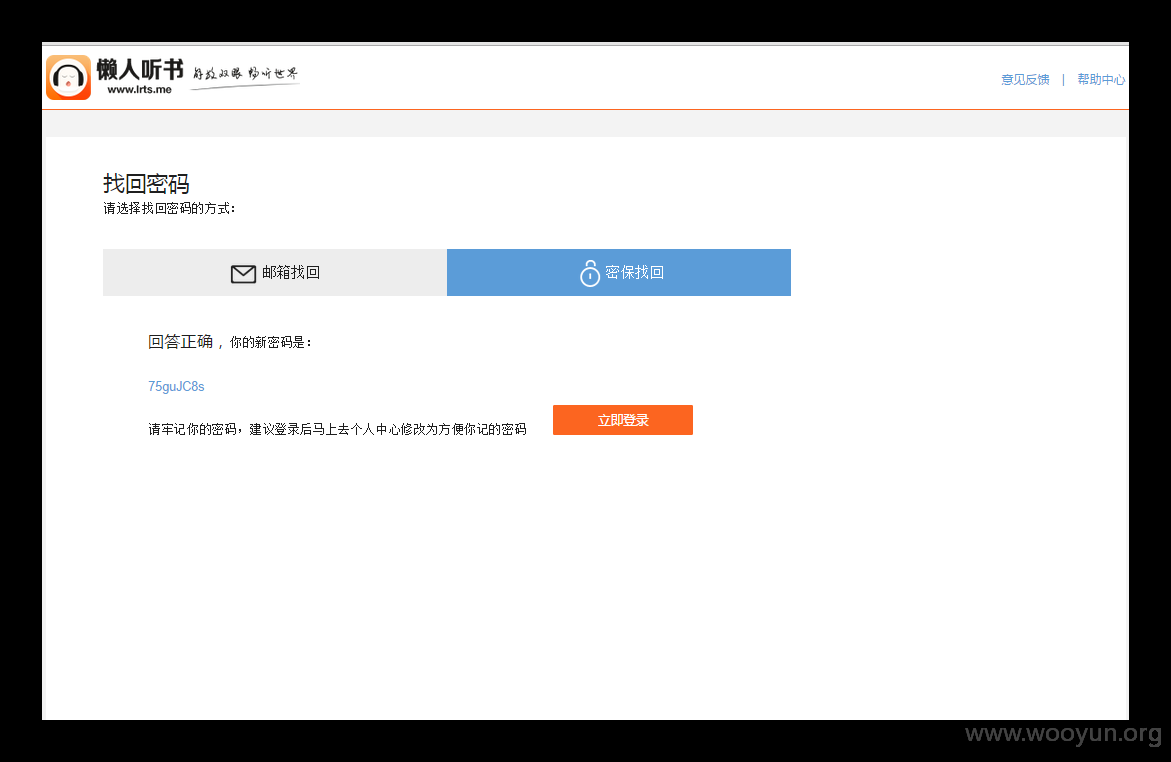 懒人听书
www.lrts.me
解放双眼 畅听世界
意见反馈 | 帮助中心
找回密码
请选择找回密码的方式：
邮箱找回
密保找回
回答正确，你的新密码是：
75guJC8s
请牢记你的密码，建议登录后马上去个人中心修改为方便你记的密码
立即登录
www.wooyun.org